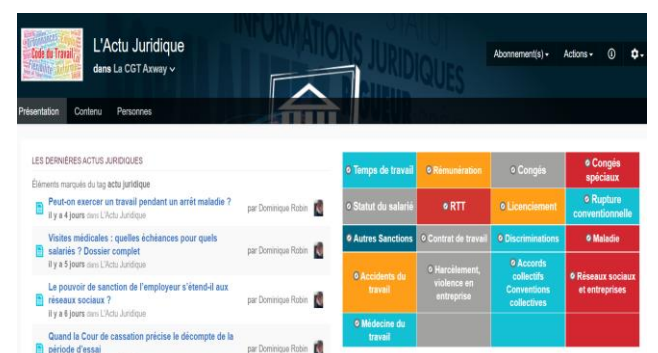 INFORMATIONS JURIDIQUES
STATUT
Code du Travail
L'Actu Juridique
dans La CGT Axway
Abonnement(s)
Actions
Présentation
Contenu
Personnes
LES DERNIÈRES ACTUS JURIDIQUES
Éléments marqués du tag actu juridique
Peut-on exercer un travail pendant un arrêt maladie ?
il y a 4 jours dans L'Actu Juridique
par Dominique Robin
Visites médicales : quelles échéances pour quels
salariés ? Dossier complet
il y a 5 jours dans L'Actu Juridique
par Dominique Robin
Le pouvoir de sanction de l'employeur s'étend-il aux
réseaux sociaux ?
il y a 6 jours dans L'Actu Juridique
par Dominique Robin
Quand la Cour de cassation précise le décompte de la
période d'essai
par Dominique Robin
Temps de travail
Rémunération
Congés
Congés
spéciaux
Statut du salarié
RTT
Licenciement
Rupture
conventionnelle
Autres Sanctions
Contrat de travail
Discriminations
Maladie
Accidents du
travail
Harcèlement,
violence en
entreprise
Accords
collectifs
Conventions
collectives
Réseaux sociaux
et entreprises
Médecine du
travail